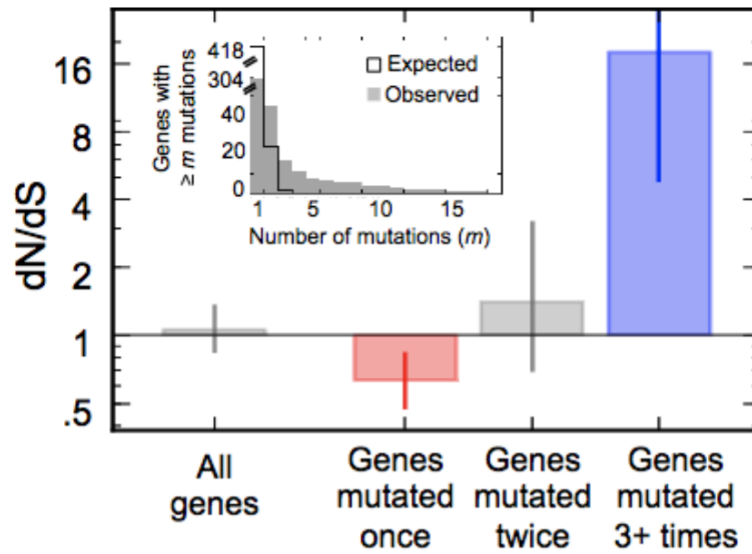 dN/dS
16
8
4
2
1
.5
Genes with
≥ m mutations
418
304
40
20
0
Expected
Observed
1
5
10
15
Number of mutations (m)
All
genes
Genes
mutated
once
Genes
mutated
twice
Genes
mutated
3+ times